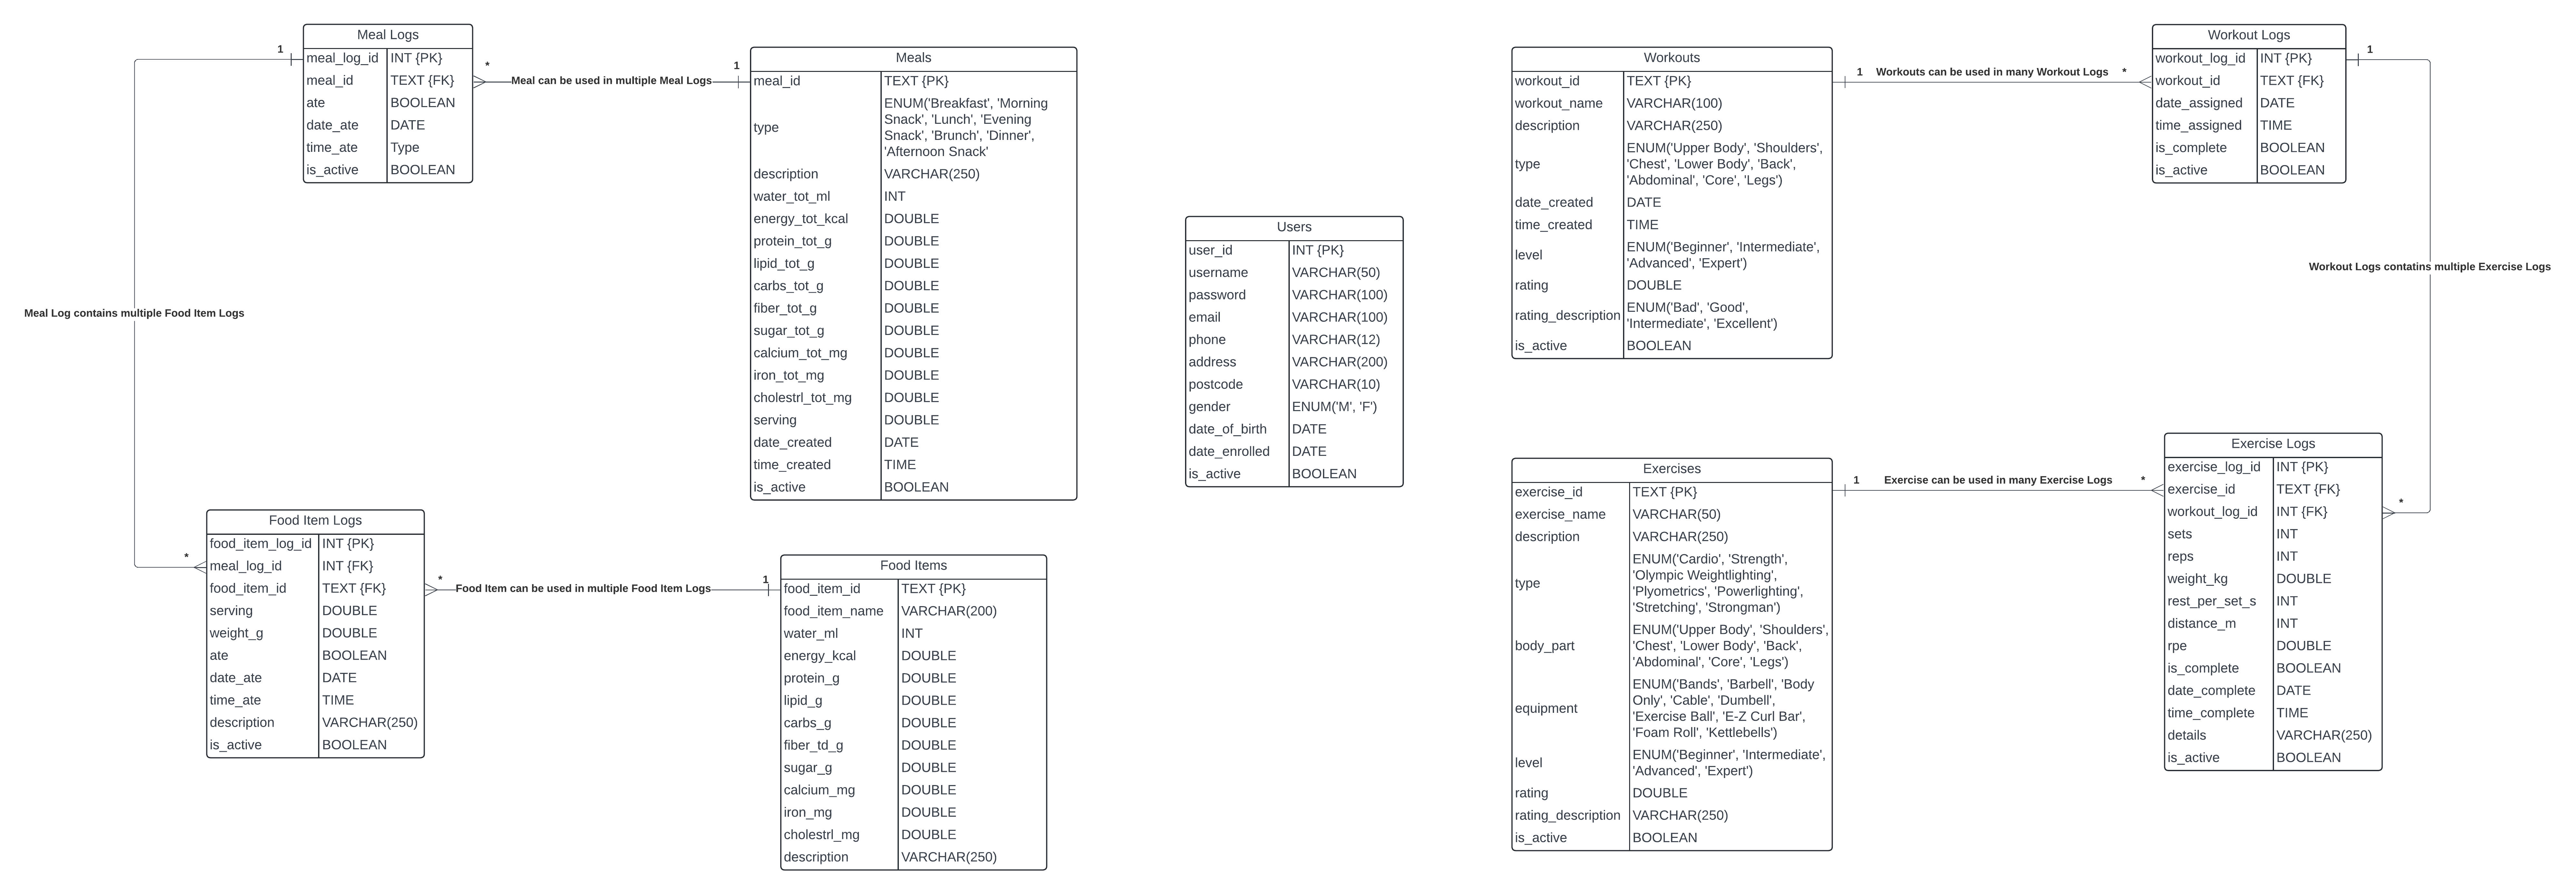 Meal Logs
meal_log_id INT {PK}
meal_id TEXT {FK}
ate BOOLEAN
date_ate DATE
time_ate Type
is_active BOOLEAN
1
*
Meal can be used in multiple Meal Logs
1
Meals
meal_id TEXT {PK}
type
ENUM('Breakfast', 'Morning
Snack', 'Lunch', 'Evening
Snack', 'Brunch', 'Dinner',
'Afternoon Snack'
description VARCHAR(250)
water_tot_ml INT
energy_tot_kcal DOUBLE
protein_tot_g DOUBLE
lipid_tot_g DOUBLE
carbs_tot_g DOUBLE
fiber_tot_g DOUBLE
sugar_tot_g DOUBLE
calcium_tot_mg DOUBLE
iron_tot_mg DOUBLE
cholestrl_tot_mg DOUBLE
serving DOUBLE
date_created DATE
time_created TIME
is_active BOOLEAN
Meal Log contains multiple Food Item Logs
*
Food Item Logs
food_item_log_id INT {PK}
meal_log_id INT {FK}
food_item_id TEXT {FK}
serving DOUBLE
weight_g DOUBLE
ate BOOLEAN
date_ate DATE
time_ate TIME
description VARCHAR(250)
is_active BOOLEAN
*
Food Item can be used in multiple Food Item Logs
1
Food Items
food_item_id TEXT {PK}
food_item_name VARCHAR(200)
water_ml INT
energy_kcal DOUBLE
protein_g DOUBLE
lipid_g DOUBLE
carbs_g DOUBLE
fiber_td_g DOUBLE
sugar_g DOUBLE
calcium_mg DOUBLE
iron_mg DOUBLE
cholestrl_mg DOUBLE
description VARCHAR(250)
Users
user_id INT {PK}
username VARCHAR(50)
password VARCHAR(100)
email VARCHAR(100)
phone VARCHAR(12)
address VARCHAR(200)
postcode VARCHAR(10)
gender ENUM('M', 'F')
date_of_birth DATE
date_enrolled DATE
is_active BOOLEAN
Workouts
workout_id TEXT {PK}
workout_name VARCHAR(100)
description VARCHAR(250)
type
ENUM('Upper Body', 'Shoulders',
'Chest', 'Lower Body', 'Back',
'Abdominal', 'Core', 'Legs')
date_created DATE
time_created TIME
level
ENUM('Beginner', 'Intermediate',
'Advanced', 'Expert')
rating DOUBLE
rating_description
ENUM('Bad', 'Good',
'Intermediate', 'Excellent')
is_active BOOLEAN
1
Workouts can be used in many Workout Logs
*
Workout Logs
workout_log_id INT {PK}
workout_id TEXT {FK}
date_assigned DATE
time_assigned TIME
is_complete BOOLEAN
is_active BOOLEAN
1
Workout Logs contatins multiple Exercise Logs
*
Exercises
exercise_id TEXT {PK}
exercise_name VARCHAR(50)
description VARCHAR(250)
type
ENUM('Cardio', 'Strength',
'Olympic Weightlighting',
'Plyometrics', 'Powerlighting',
'Stretching', 'Strongman')
body_part
ENUM('Upper Body', 'Shoulders',
'Chest', 'Lower Body', 'Back',
'Abdominal', 'Core', 'Legs')
equipment
ENUM('Bands', 'Barbell', 'Body
Only', 'Cable', 'Dumbell',
'Exercise Ball', 'E-Z Curl Bar',
'Foam Roll', 'Kettlebells')
level
ENUM('Beginner', 'Intermediate',
'Advanced', 'Expert')
rating DOUBLE
rating_description VARCHAR(250)
is_active BOOLEAN
1
Exercise can be used in many Exercise Logs
*
Exercise Logs
exercise_log_id INT {PK}
exercise_id TEXT {FK}
workout_log_id INT {FK}
sets INT
reps INT
weight_kg DOUBLE
rest_per_set_s INT
distance_m INT
rpe DOUBLE
is_complete BOOLEAN
date_complete DATE
time_complete TIME
details VARCHAR(250)
is_active BOOLEAN